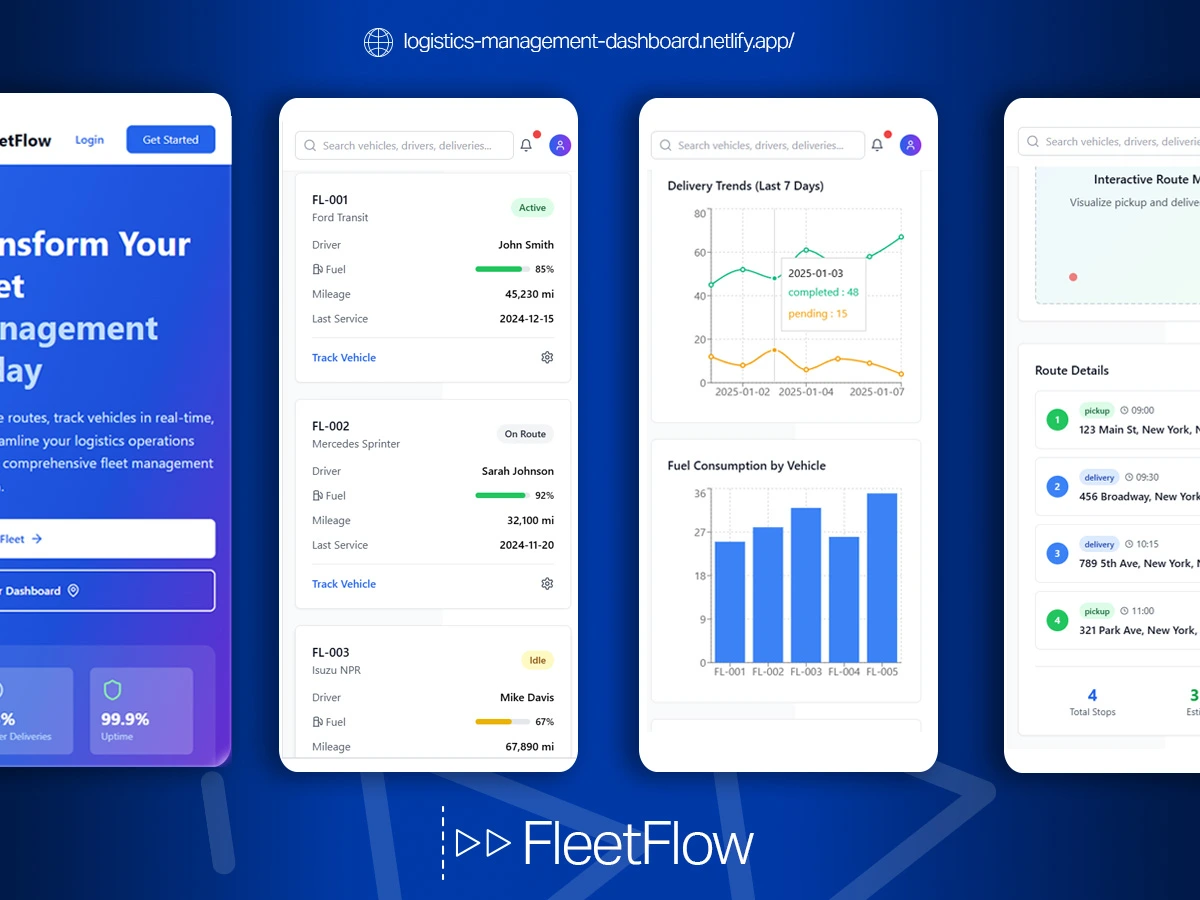 logistics-management-dashboard.netlify.app/
etFlow
Login
Get Started
nsform Your
et
nagement
lay
e routes, track vehicles in real-time,
amline your logistics operations
comprehensive fleet management
Fleet
r Dashboard
%
er Deliveries
99.9%
Uptime
Search vehicles, drivers, deliveries...
FL-001
Active
Ford Transit
Driver John Smith
Fuel 85%
Mileage 45,230 mi
Last Service 2024-12-15
Track Vehicle
FL-002
On Route
Mercedes Sprinter
Driver Sarah Johnson
Fuel 92%
Mileage 32,100 mi
Last Service 2024-11-20
Track Vehicle
FL-003
Idle
Isuzu NPR
Driver Mike Davis
Fuel 67%
Mileage 67,890 mi
Search vehicles, drivers, deliveries...
Delivery Trends (Last 7 Days)
80
60
40
20
0
2025-01-03
completed : 48
pending : 15
2025-01-02 2025-01-04 2025-01-07
Fuel Consumption by Vehicle
36
27
18
9
0
FL-001 FL-002 FL-003 FL-004 FL-005
Search vehicles, drivers, deliverie
Interactive Route M
Visualize pickup and delive
Route Details
1 pickup 09:00
123 Main St, New York, N
2 delivery 09:30
456 Broadway, New York
3 delivery 10:15
789 5th Ave, New York, N
4 pickup 11:00
321 Park Ave, New York,
4 3
Total Stops Esti
FleetFlow